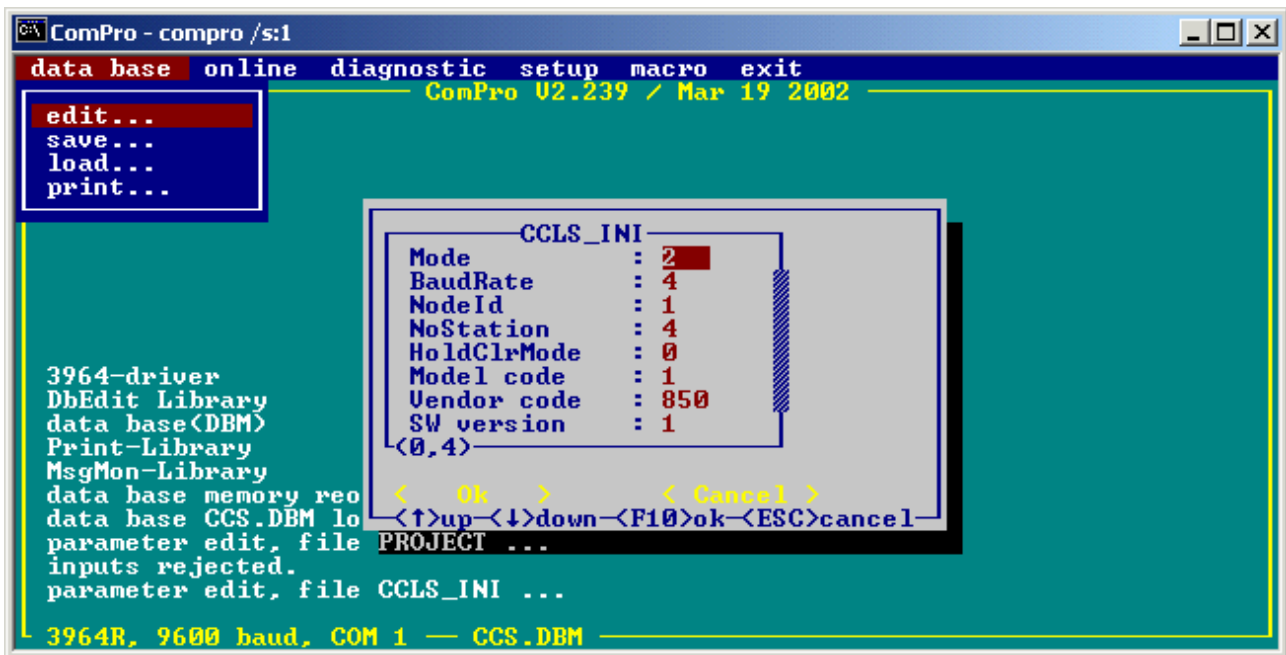 ComPro - compro /s:1
data base online diagnostic setup macro exit
ComPro V2.239 / Mar 19 2002
edit...
save...
load...
print...
CCLS_INI
Mode : 2
BaudRate : 4
NodeId : 1
NoStation : 4
HoldClrMode : 0
Model code : 1
Vendor code : 850
SW version : 1
(0,4)
< Ok > < Cancel >
<↑>up-<↓>down-<F10>ok-<ESC>cancel
3964-driver
DbEdit Library
data base(DBM)
Print-Library
MsgMon-Library
data base memory reo
data base CCS.DBM lo
parameter edit, file PROJECT ...
inputs rejected.
parameter edit, file CCLS_INI ...
3964R, 9600 baud, COM 1 — CCS.DBM